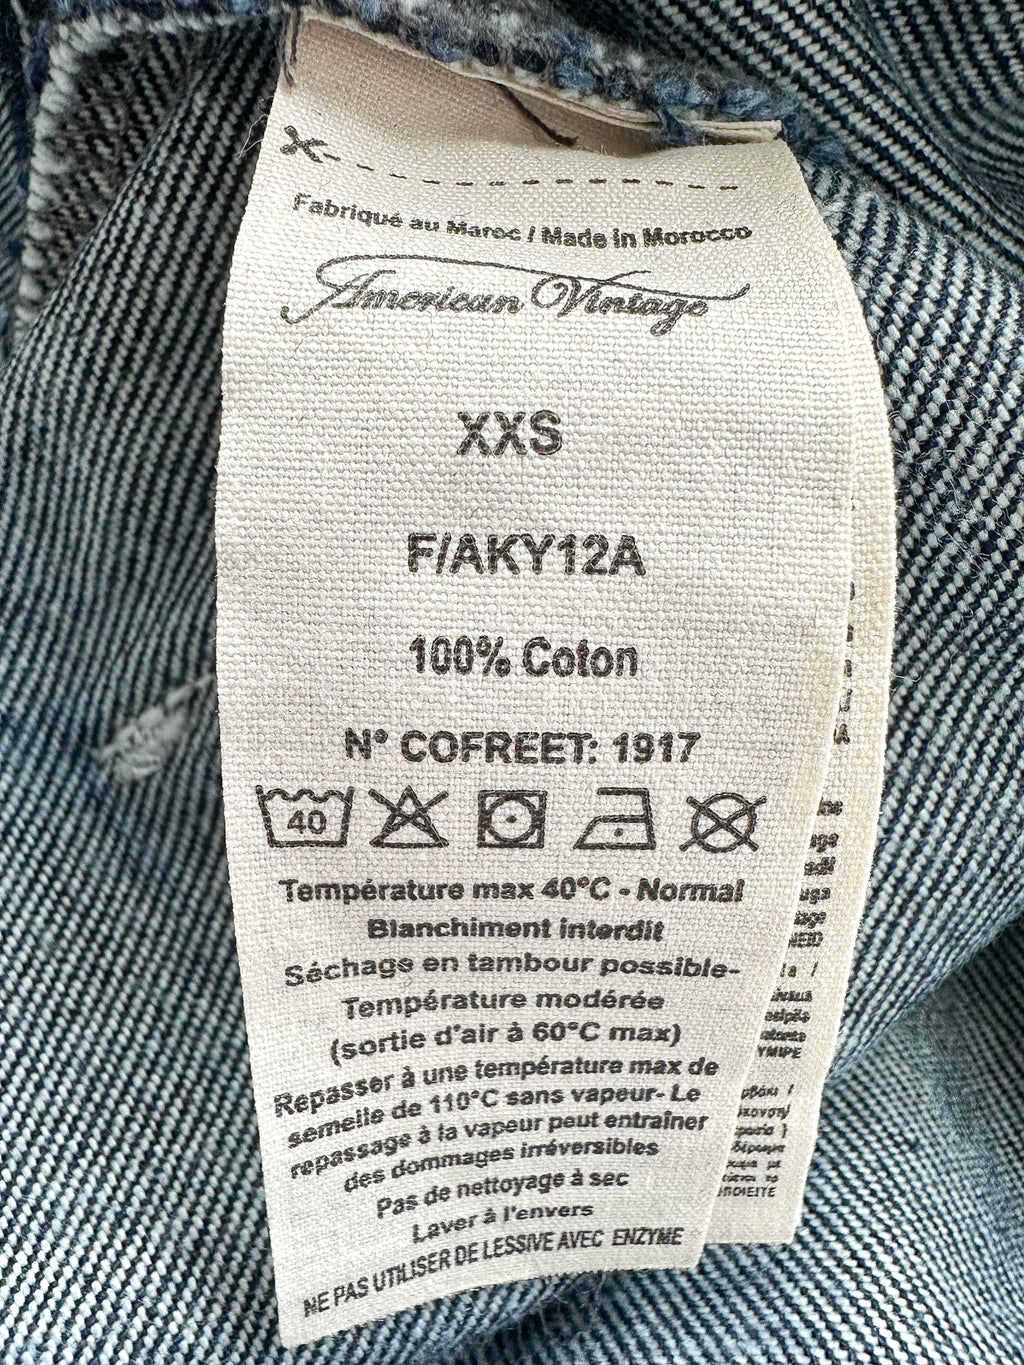 Fabriqué au Maroc / Made in Morocco
American Vintage
XXS
F/AKY12A
100% Coton
N° COFREET: 1917
40
Température max 40°C - Normal
Blanchiment interdit
Séchage en tambour possible-
Température modérée
(sortie d'air à 60°C max)
Repasser à une température max de
semelle de 110°C sans vapeur- Le
repassage à la vapeur peut entraîner
des dommages irréversibles
Pas de nettoyage à sec
Laver à l'envers
NE PAS UTILISER DE LESSIVE AVEC ENZYME